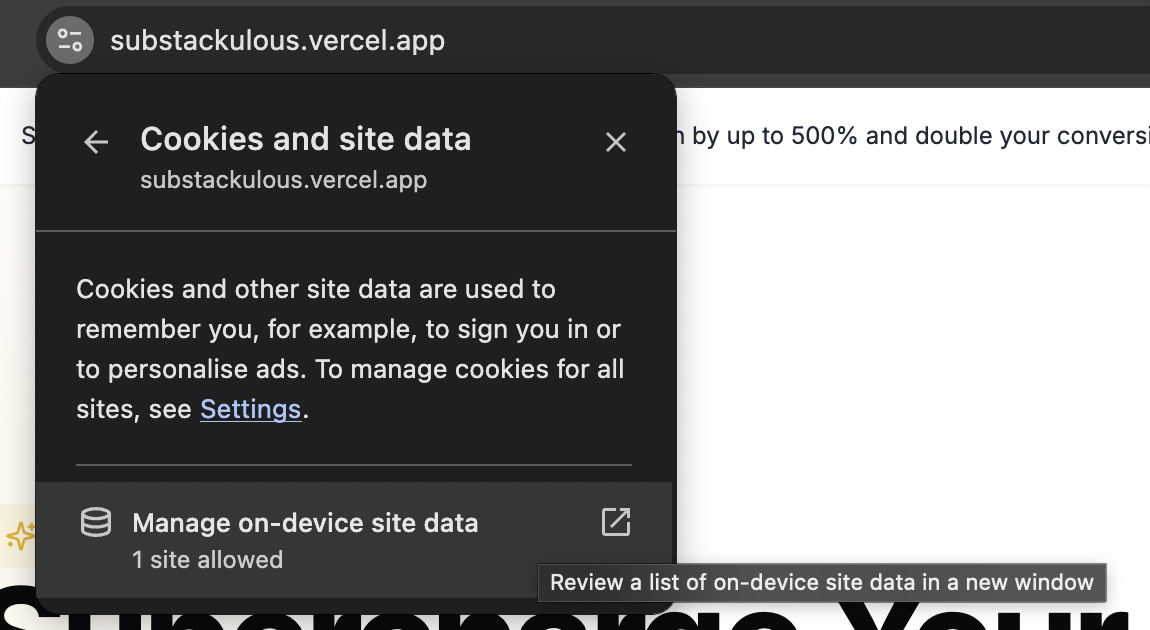 substackulous.vercel.app
Cookies and site data
substackulous.vercel.app
by up to 500% and double your
Cookies and other site data are used to
remember you, for example, to sign you in or
to personalise ads. To manage cookies for all
sites, see Settings.
Manage on-device site data
1 site allowed
Review a list of on-device site data in a new window
Supercharge Your